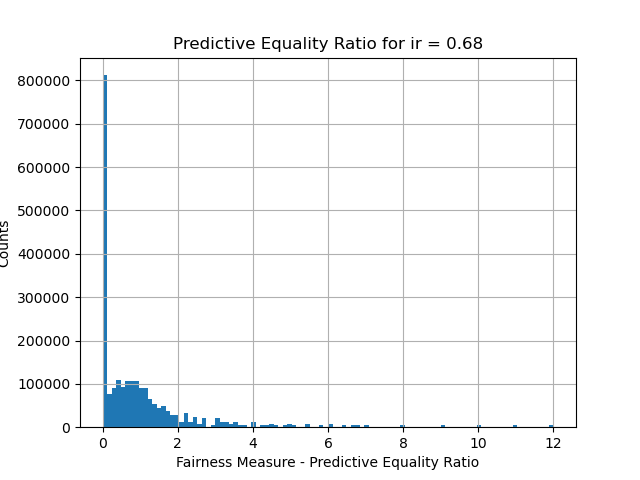 Predictive Equality Ratio for ir = 0.68
800000
700000
600000
500000
400000
300000
200000
100000
0
Counts
0 2 4 6 8 10 12
Fairness Measure - Predictive Equality Ratio